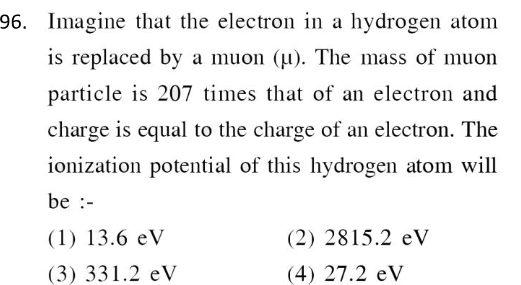 96. Imagine that the electron in a hydrogen atom
is replaced by a muon (μ). The mass of muon
particle is 207 times that of an electron and
charge is equal to the charge of an electron. The
ionization potential of this hydrogen atom will
be :-
(1) 13.6 eV (2) 2815.2 eV
(3) 331.2 eV (4) 27.2 eV